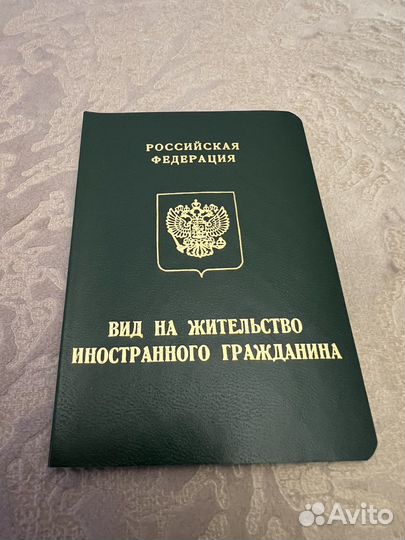 РОССИЙСКАЯ
ФЕДЕРАЦИЯ
ВИД НА ЖИТЕЛЬСТВО
ИНОСТРАННОГО ГРАЖДАНИНА
Avito